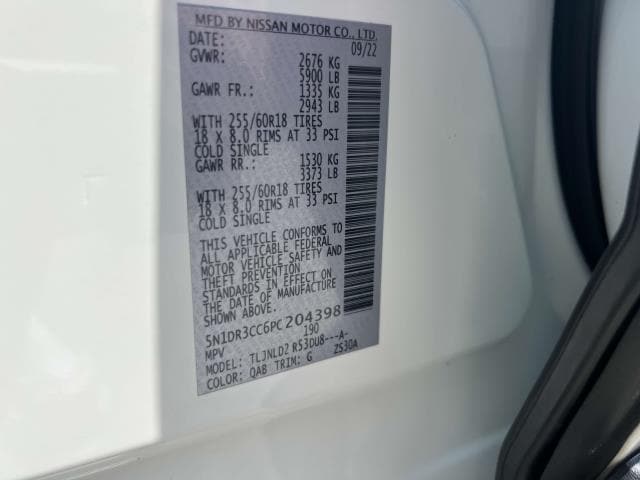 MFD BY NISSAN MOTOR CO., LTD.
DATE: 09/22
GVWR: 2676 KG
5900 LB
GAWR FR.: 1335 KG
2943 LB
WITH 255/60R18 TIRES
18 X 8.0 RIMS AT 33 PSI
COLD SINGLE
GAWR RR.: 1530 KG
3373 LB
WITH 255/60R18 TIRES
18 X 8.0 RIMS AT 33 PSI
COLD SINGLE
THIS VEHICLE CONFORMS TO
ALL APPLICABLE FEDERAL
MOTOR VEHICLE SAFETY AND
THEFT PREVENTION
STANDARDS IN EFFECT ON
THE DATE OF MANUFACTURE
SHOWN ABOVE.
5N1DR3CC6PC204398
MPV 190
MODEL: TLJNLD2 R53DU8---A-
COLOR: QAB TRIM: G Z530A